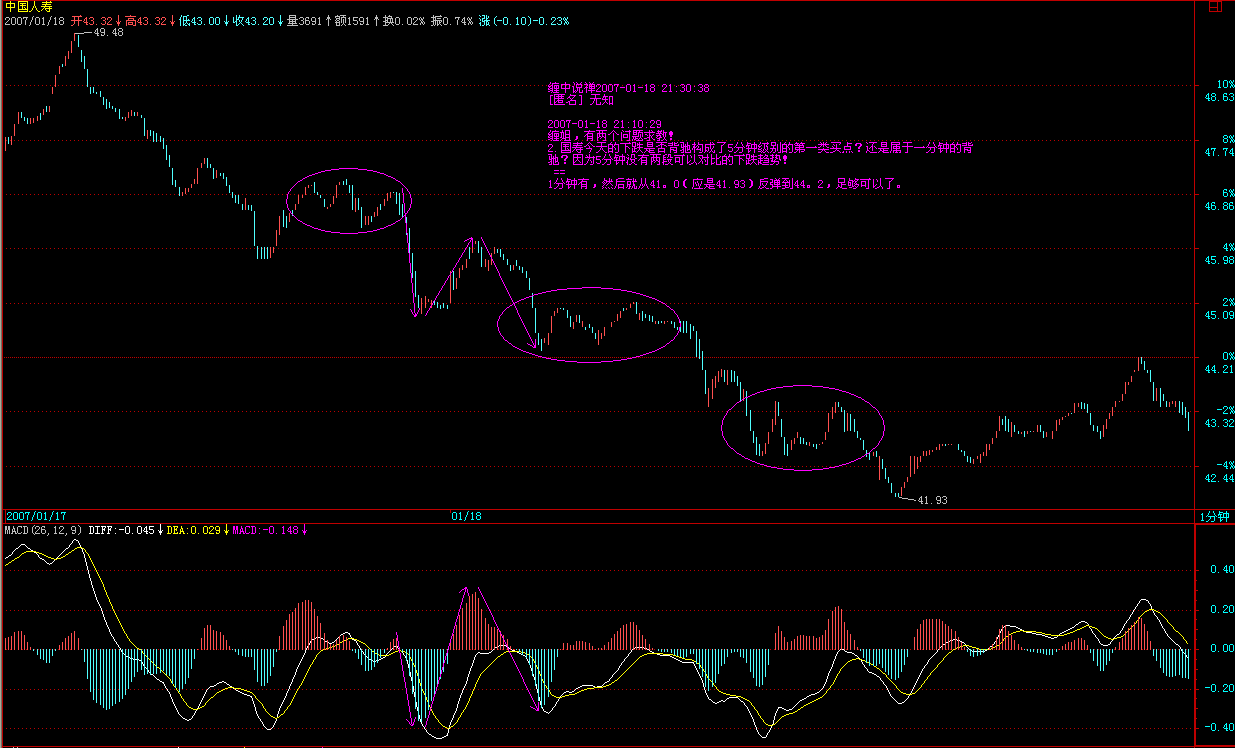 中国人寿
2007/01/18 开43.32↓高43.32↓低43.00↓收43.20↓量3691↑额1591↑换0.02% 振0.74% 涨(-0.10)-0.23%
49.48
缠中说禅2007-01-18 21:30:38
[匿名] 无知
2007-01-18 21:10:29
缠姐，有两个问题求教！
2. 国寿今天的下跌是否背驰构成了5分钟级别的第一类买点？还是属于一分钟的背
驰？因为5分钟没有两段可以对比的下跌趋势！
==
1分钟有，然后就从41。0（应是41.93）反弹到44。2，足够可以了。
10%
48.63
8%
47.74
6%
46.86
4%
45.98
2%
45.09
0%
44.21
-2%
43.32
-4%
42.44
41.93
2007/01/17
01/18
1分钟
MACD(26,12,9) DIFF:-0.045↓DEA:0.029↓MACD:-0.148↓
0.40
0.20
0.00
-0.20
-0.40